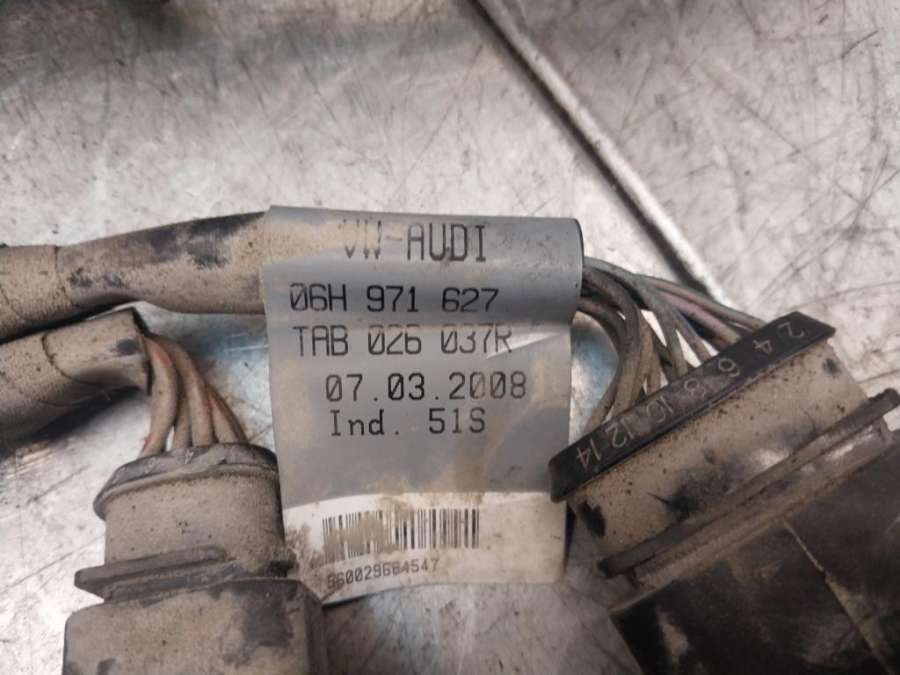 VW-AUDI
06H 971 627
TAB 026 037R
07.03.2008
Ind. 51S
2 4 6 8 10 12 14